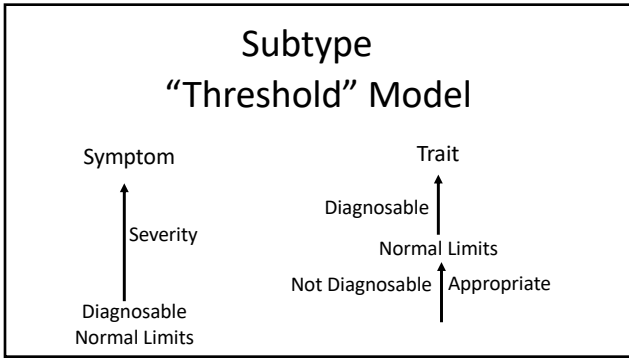 Subtype
“Threshold” Model
Symptom
Severity
Diagnosable
Normal Limits
Trait
Diagnosable
Normal Limits
Not Diagnosable
Appropriate